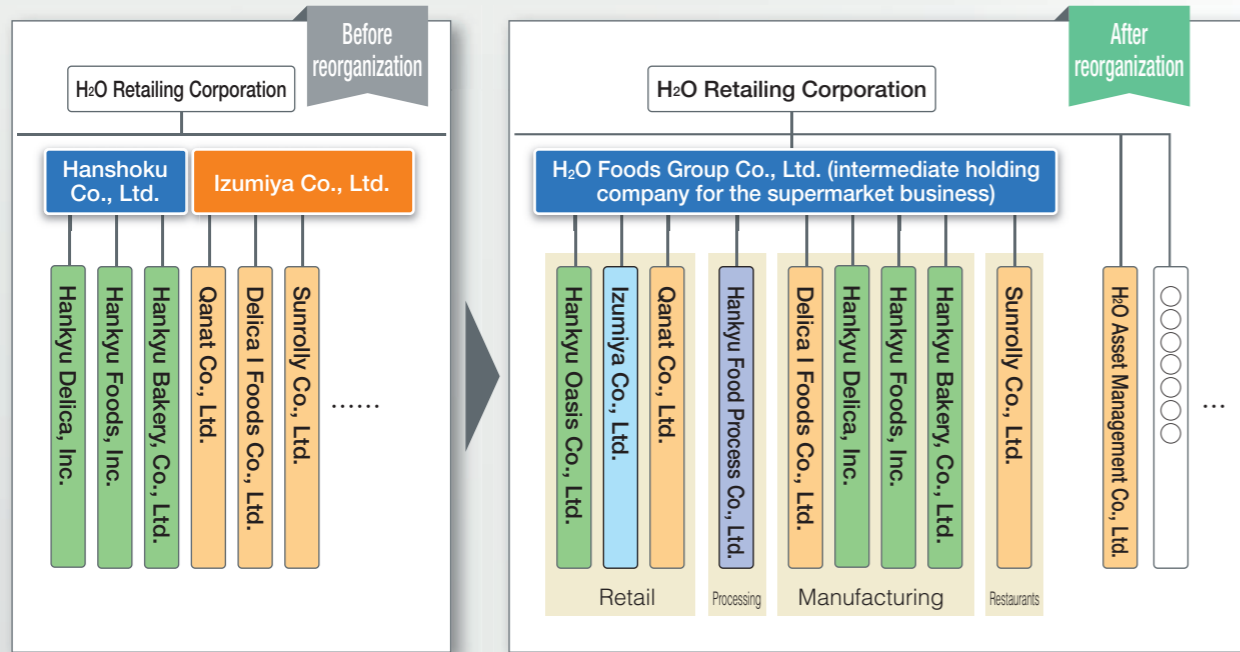 Before
reorganization
H2O Retailing Corporation
Hanshoku
Co., Ltd.
Izumiya Co., Ltd.
Hankyu Delica, Inc.
Hankyu Foods, Inc.
Hankyu Bakery, Co., Ltd.
Qanat Co., Ltd.
Delica I Foods Co., Ltd.
Sunrolly Co., Ltd.
......
After
reorganization
H2O Retailing Corporation
H2O Foods Group Co., Ltd. (intermediate holding
company for the supermarket business)
Hankyu Oasis Co., Ltd.
Izumiya Co., Ltd.
Qanat Co., Ltd.
Hankyu Food Process Co., Ltd.
Delica I Foods Co., Ltd.
Hankyu Delica, Inc.
Hankyu Foods, Inc.
Hankyu Bakery, Co., Ltd.
Sunrolly Co., Ltd.
H2O Asset Management Co., Ltd.
○○○○○○○
...
Retail
Processing
Manufacturing
Restaurants